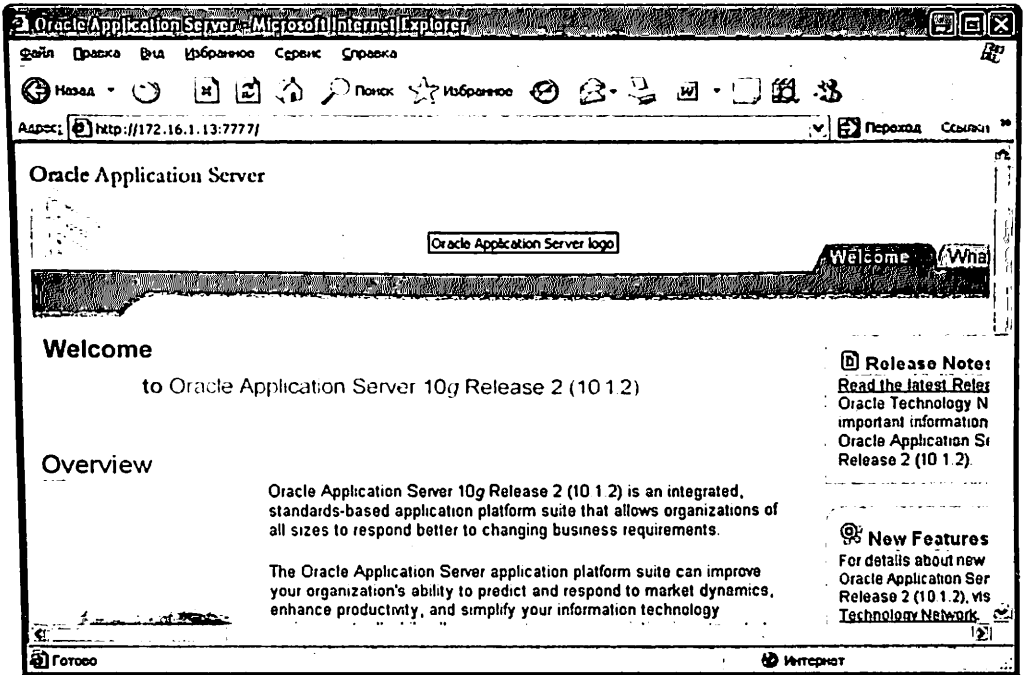 Oracle Application Server - Microsoft Internet Explorer
Файл Правка Вид Избранное Сервис Справка
Назад Поиск Избранное
Адрес: http://172.16.1.13:7777/ Переход Ссылки »
Oracle Application Server
Oracle Application Server logo
Welcome Wha
Welcome
to Oracle Application Server 10g Release 2 (10 1.2)
Release Notes
Read the latest Relea
Oracle Technology N
important information
Oracle Application Se
Release 2 (10 1.2).
Overview
Oracle Application Server 10g Release 2 (10 1.2) is an integrated,
standards-based application platform suite that allows organizations of
all sizes to respond better to changing business requirements.
The Oracle Application Server application platform suite can improve
your organization's ability to predict and respond to market dynamics,
enhance productivity, and simplify your information technology
New Features
For details about new
Oracle Application Ser
Release 2 (10 1.2), vis
Technology Network
Готово Интернет